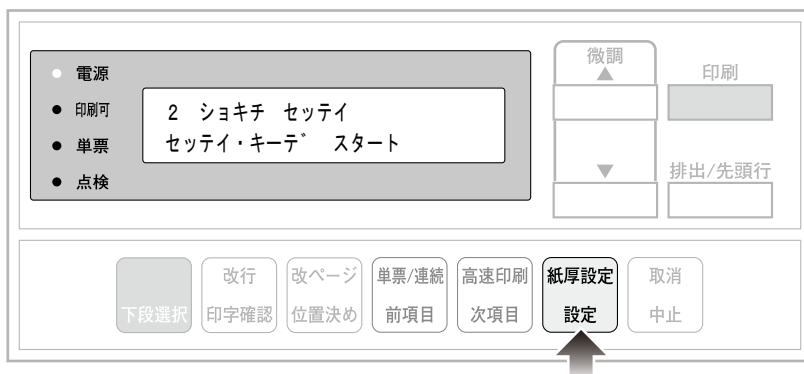 電源
印刷可
単票
点検
2 ショキチ セッテイ
セッテイ・キーデ゛ スタート
微調
▲
▼
印刷
排出/先頭行
下段選択
改行
印字確認
改ページ
位置決め
単票/連続
前項目
高速印刷
次項目
紙厚設定
設定
取消
中止